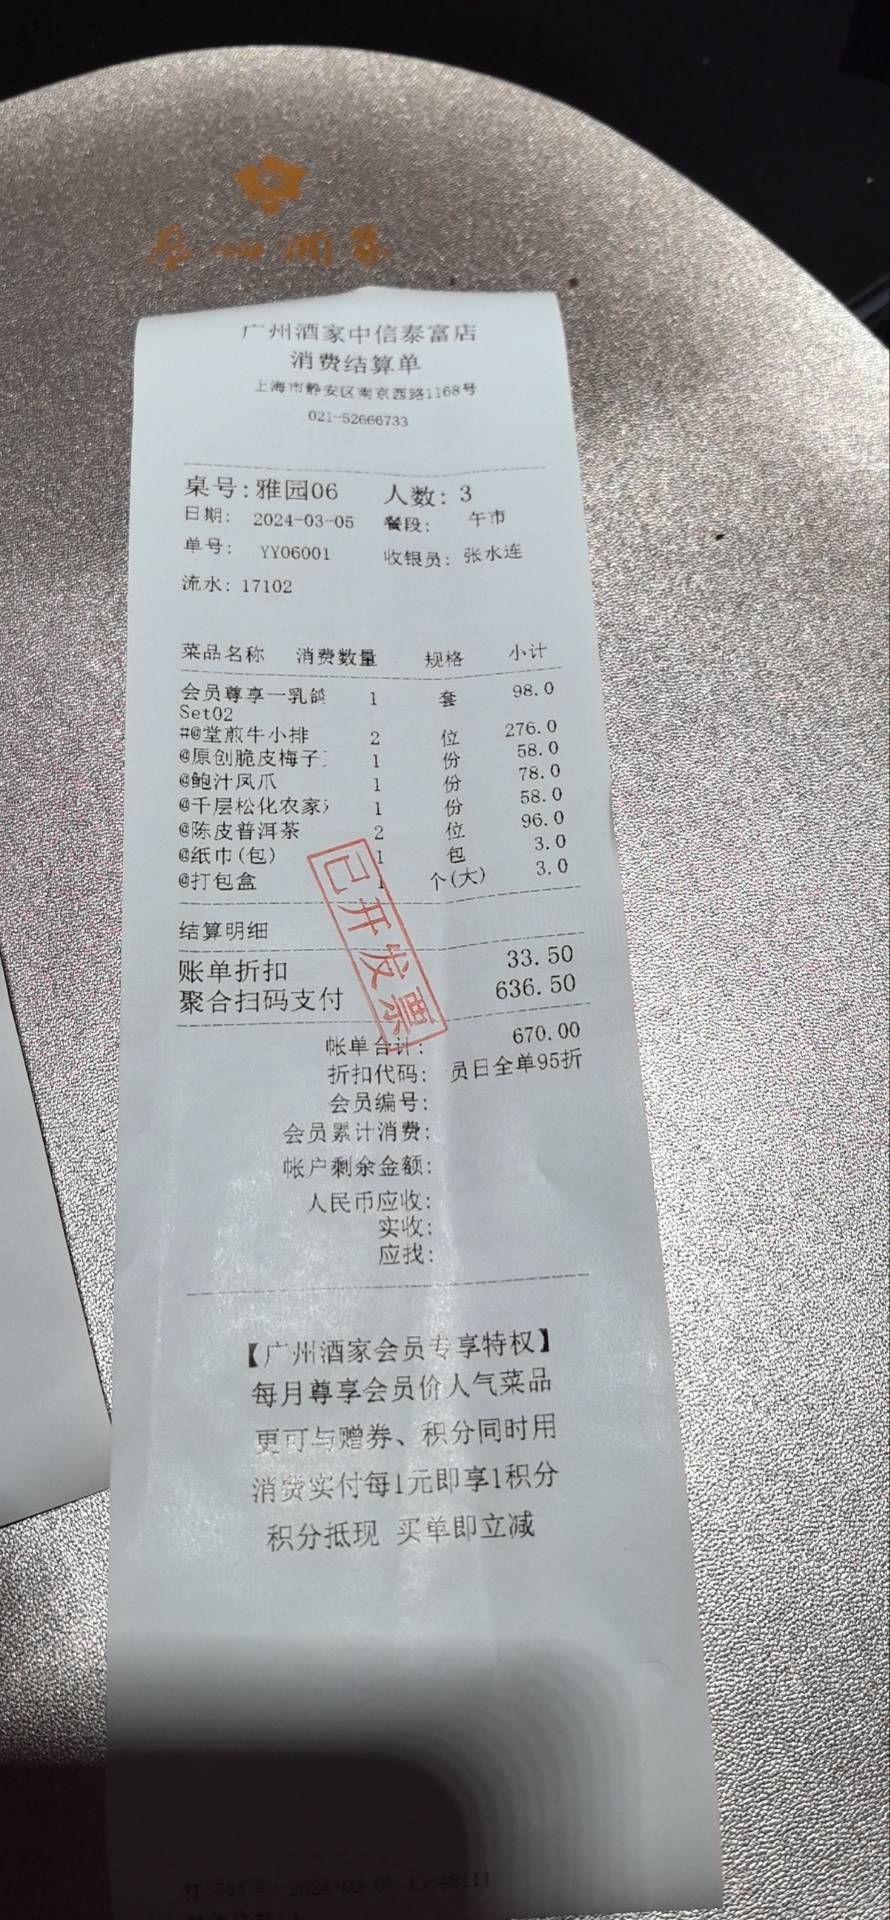 广州酒家
广州酒家中信泰富店
消费结算单
上海市静安区南京西路1168号
021-52666733
桌号:雅园06 人数: 3
日期: 2024-03-05 餐段: 午市
单号: YY06001 收银员: 张水连
流水: 17102
菜品名称 消费数量 规格 小计
会员尊享一乳鸽 1 套 98.0
Set02
#@堂煎牛小排 2 位 276.0
@原创脆皮梅子 1 份 58.0
@鲍汁凤爪 1 份 78.0
@千层松化农家 1 份 58.0
@陈皮普洱茶 2 位 96.0
@纸巾(包) 1 包 3.0
@打包盒 1 个(大) 3.0
已开发票
结算明细
账单折扣 33.50
聚合扫码支付 636.50
帐单合计: 670.00
折扣代码: 员日全单95折
会员编号:
会员累计消费:
帐户剩余金额:
人民币应收:
实收:
应找:
【广州酒家会员专享特权】
每月尊享会员价人气菜品
更可与赠券、积分同时用
消费实付每1元即享1积分
积分抵现 买单即立减
2024-03-05 13:48:11